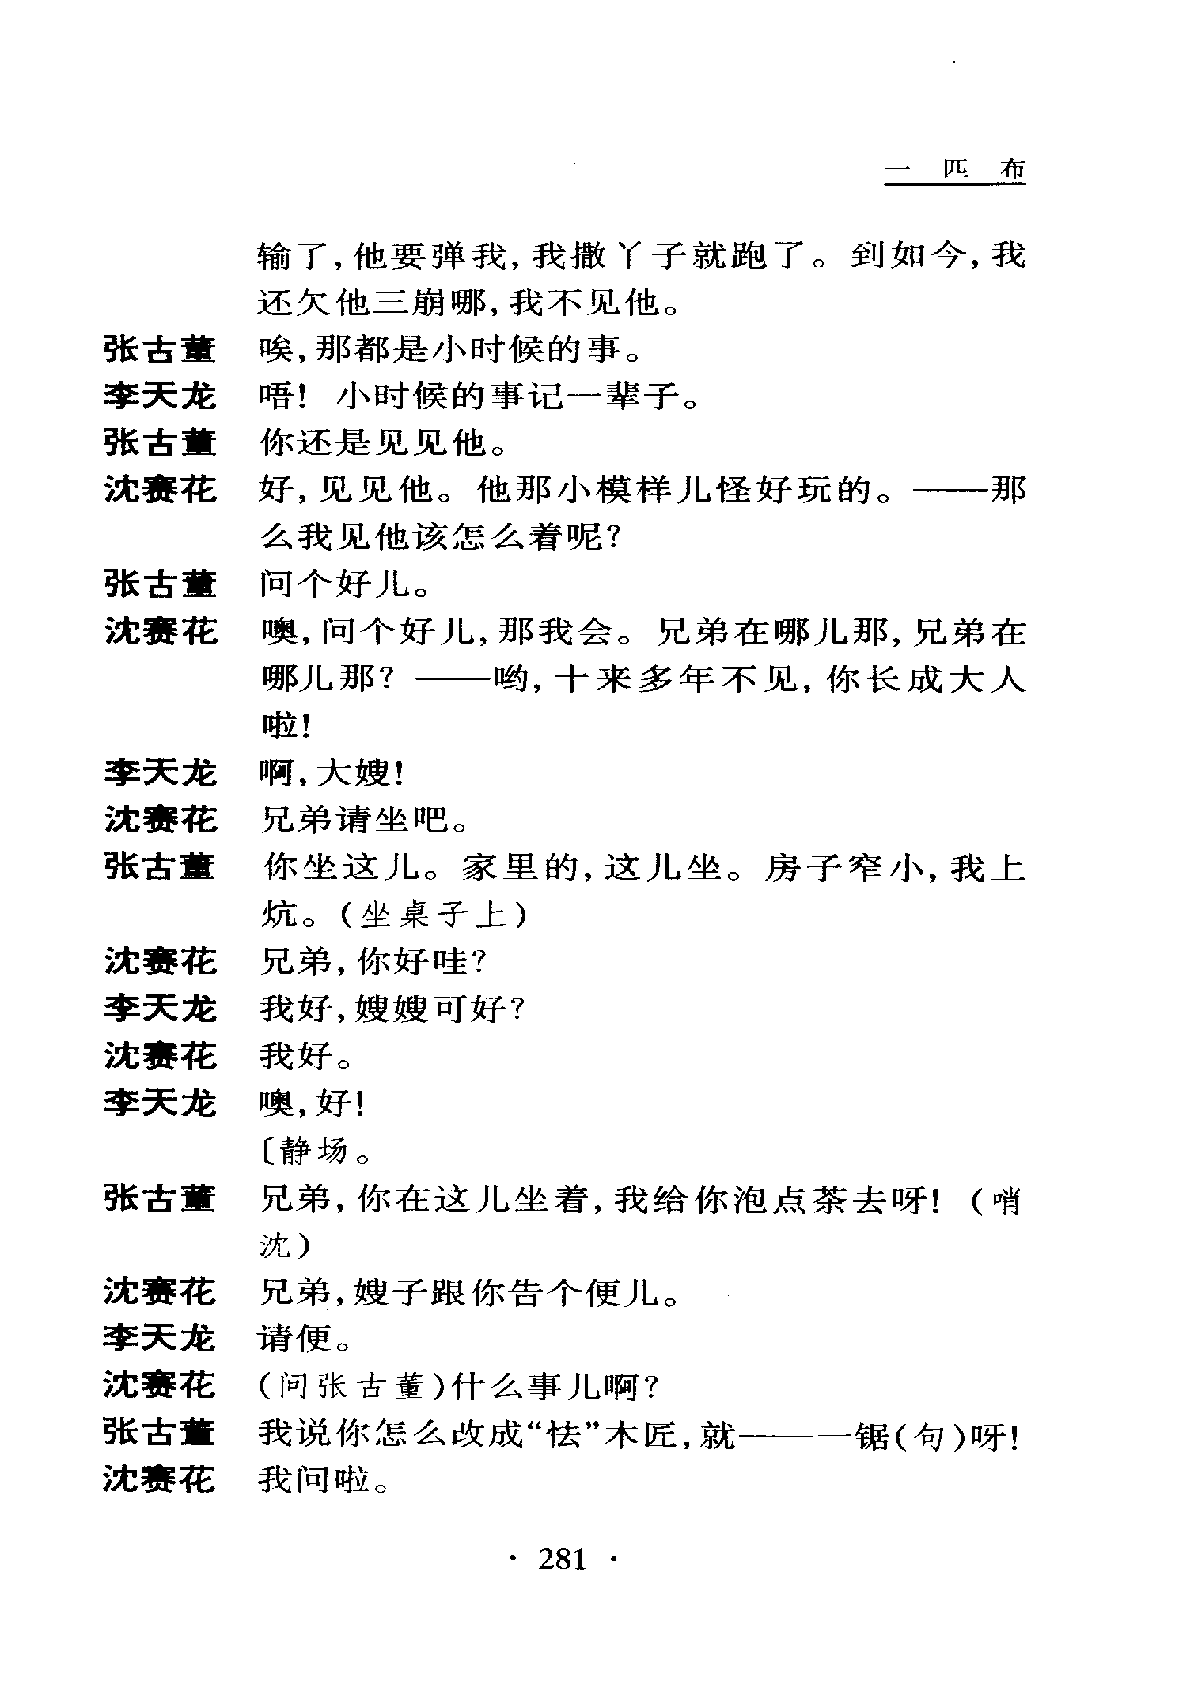 一 匹 布
输了,他要弹我,我撒丫子就跑了。到如今,我
还欠他三崩哪,我不见他。
张古董 唉,那都是小时候的事。
李天龙 唔! 小时候的事记一辈子。
张古董 你还是见见他。
沈赛花 好,见见他。他那小模样儿怪好玩的。——那
么我见他该怎么着呢?
张古董 问个好儿。
沈赛花 噢,问个好儿,那我会。兄弟在哪儿那,兄弟在
哪儿那? ——哟,十来多年不见,你长成大人
啦!
李天龙 啊,大嫂!
沈赛花 兄弟请坐吧。
张古董 你坐这儿。家里的,这儿坐。房子窄小,我上
炕。(坐桌子上)
沈赛花 兄弟,你好哇?
李天龙 我好,嫂嫂可好?
沈赛花 我好。
李天龙 噢,好!
〔静场。
张古董 兄弟,你在这儿坐着,我给你泡点茶去呀! (哨
沈)
沈赛花 兄弟,嫂子跟你告个便儿。
李天龙 请便。
沈赛花 (问张古董)什么事儿啊?
张古董 我说你怎么改成“怯”木匠,就———一锯(句)呀!
沈赛花 我问啦。
· 281 ·